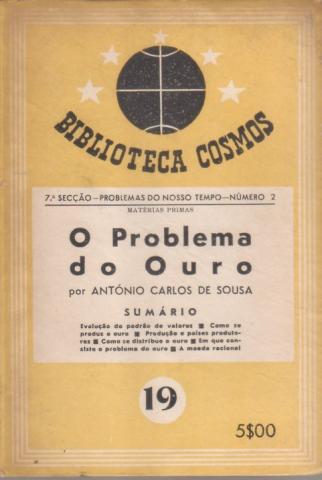 BIBLIOTECA COSMOS
7.ª SECÇÃO—PROBLEMAS DO NOSSO TEMPO—NÚMERO 2
MATÉRIAS PRIMAS
O Problema
do Ouro
por ANTÓNIO CARLOS DE SOUSA
SUMÁRIO
Evolução do padrão de valores ■ Como se
produz o ouro ■ Produção e países produto-
res ■ Como se distribue o ouro ■ Em que con-
siste o problema do ouro ■ A moeda racional
19
5$00